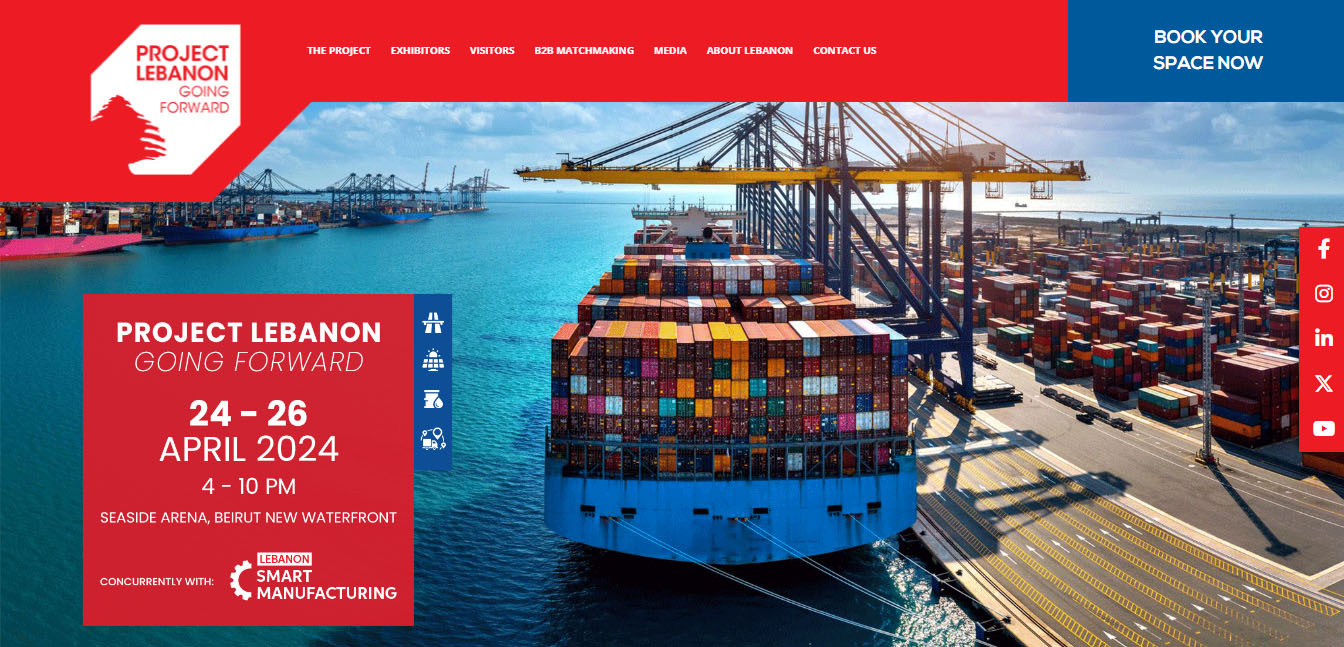 PROJECT
LEBANON
GOING
FORWARD
THE PROJECT
EXHIBITORS
VISITORS
B2B MATCHMAKING
MEDIA
ABOUT LEBANON
CONTACT US
BOOK YOUR
SPACE NOW
PROJECT LEBANON
GOING FORWARD
24 - 26
APRIL 2024
4 - 10 PM
SEASIDE ARENA, BEIRUT NEW WATERFRONT
CONCURRENTLY WITH:
LEBANON
SMART
MANUFACTURING